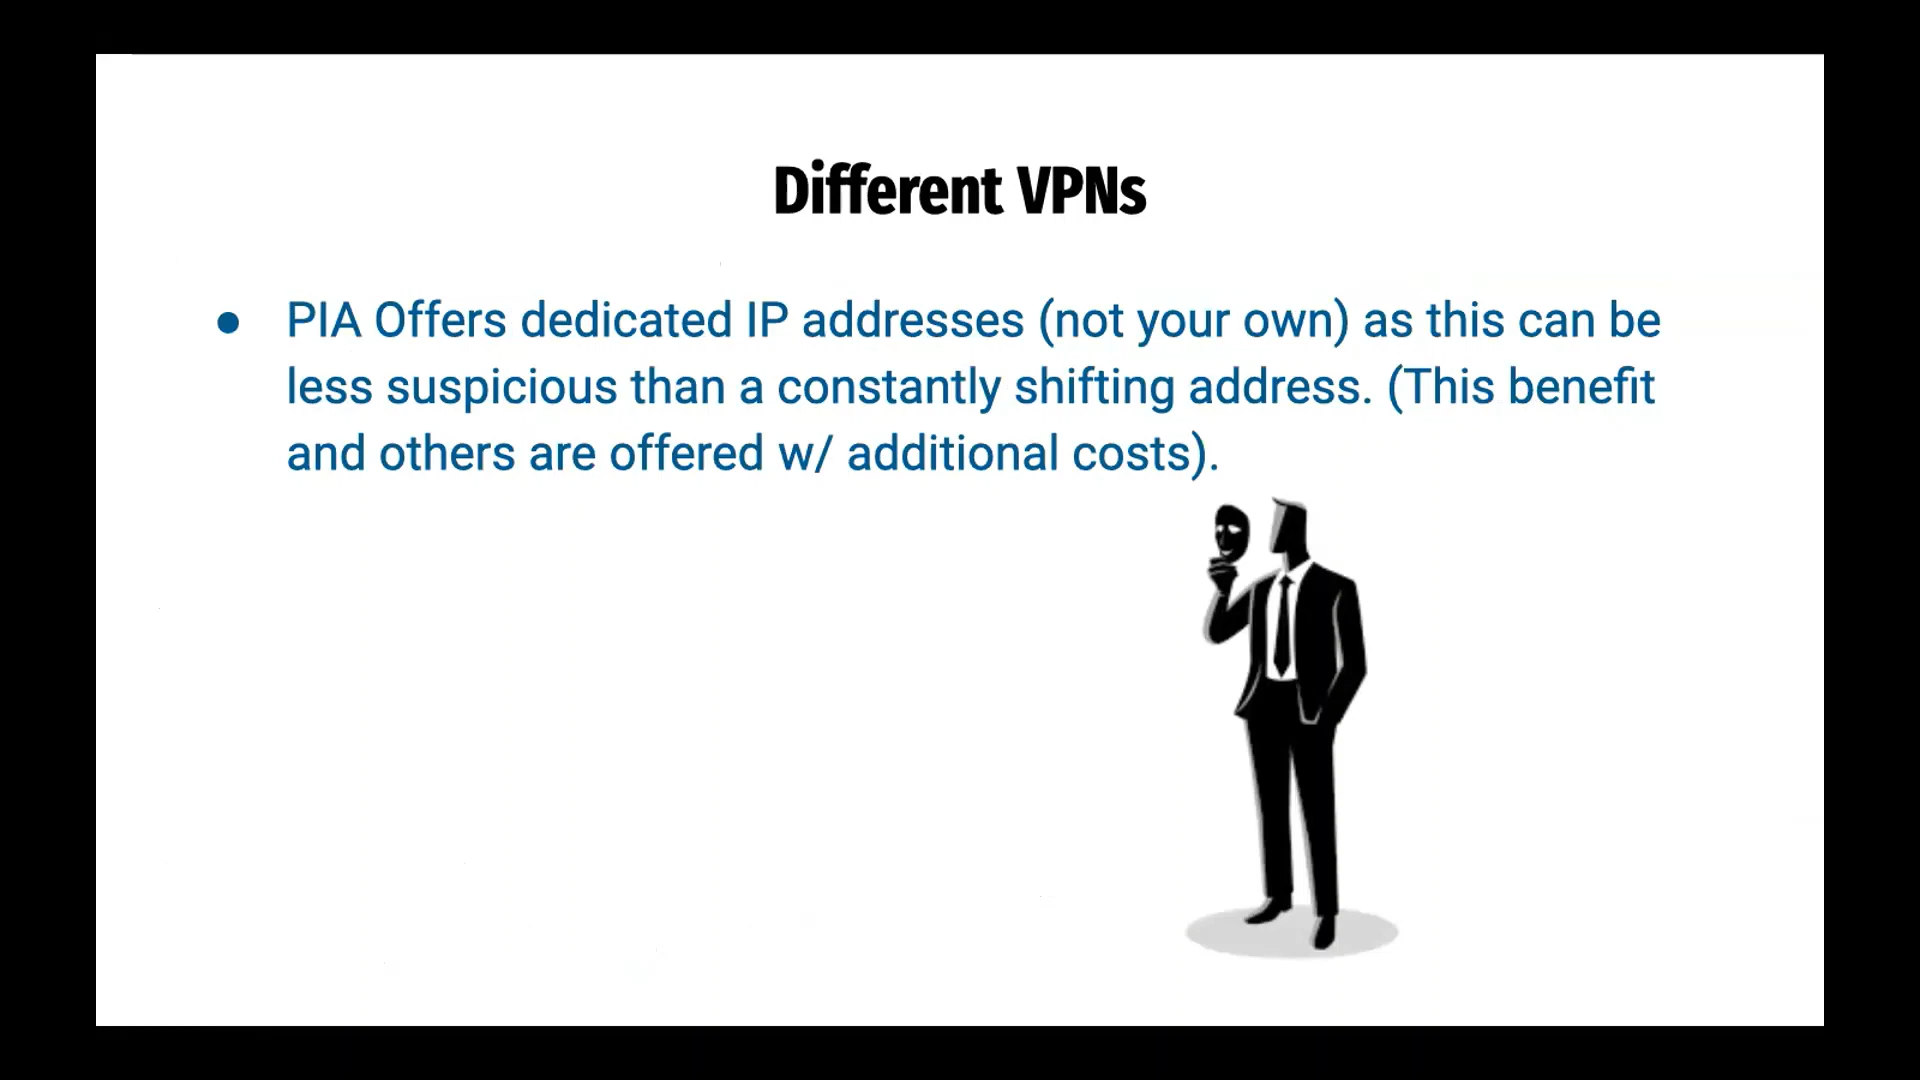 Different VPNs
● PIA Offers dedicated IP addresses (not your own) as this can be
less suspicious than a constantly shifting address. (This benefit
and others are offered w/ additional costs).